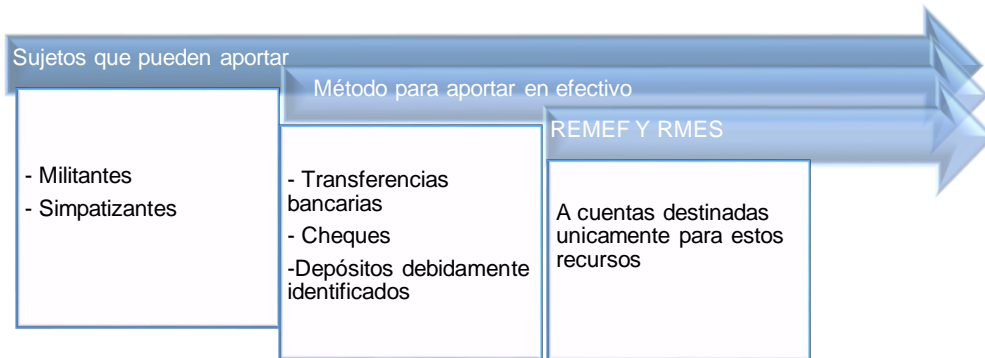 Sujetos que pueden aportar
- Militantes
- Simpatizantes
Método para aportar en efectivo
- Transferencias
bancarias
- Cheques
-Depósitos debidamente
identificados
REMEF Y RMES
A cuentas destinadas
unicamente para estos
recursos